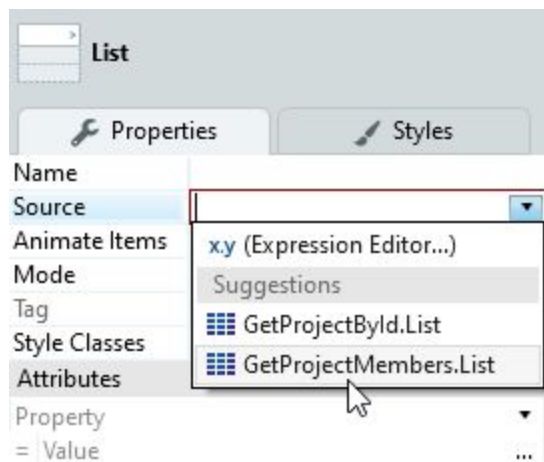 List
Properties
Styles
Name
Source
Animate Items
x.y (Expression Editor...)
Mode
Suggestions
Tag
GetProjectById.List
Style Classes
GetProjectMembers.List
Attributes
Property
= Value ...